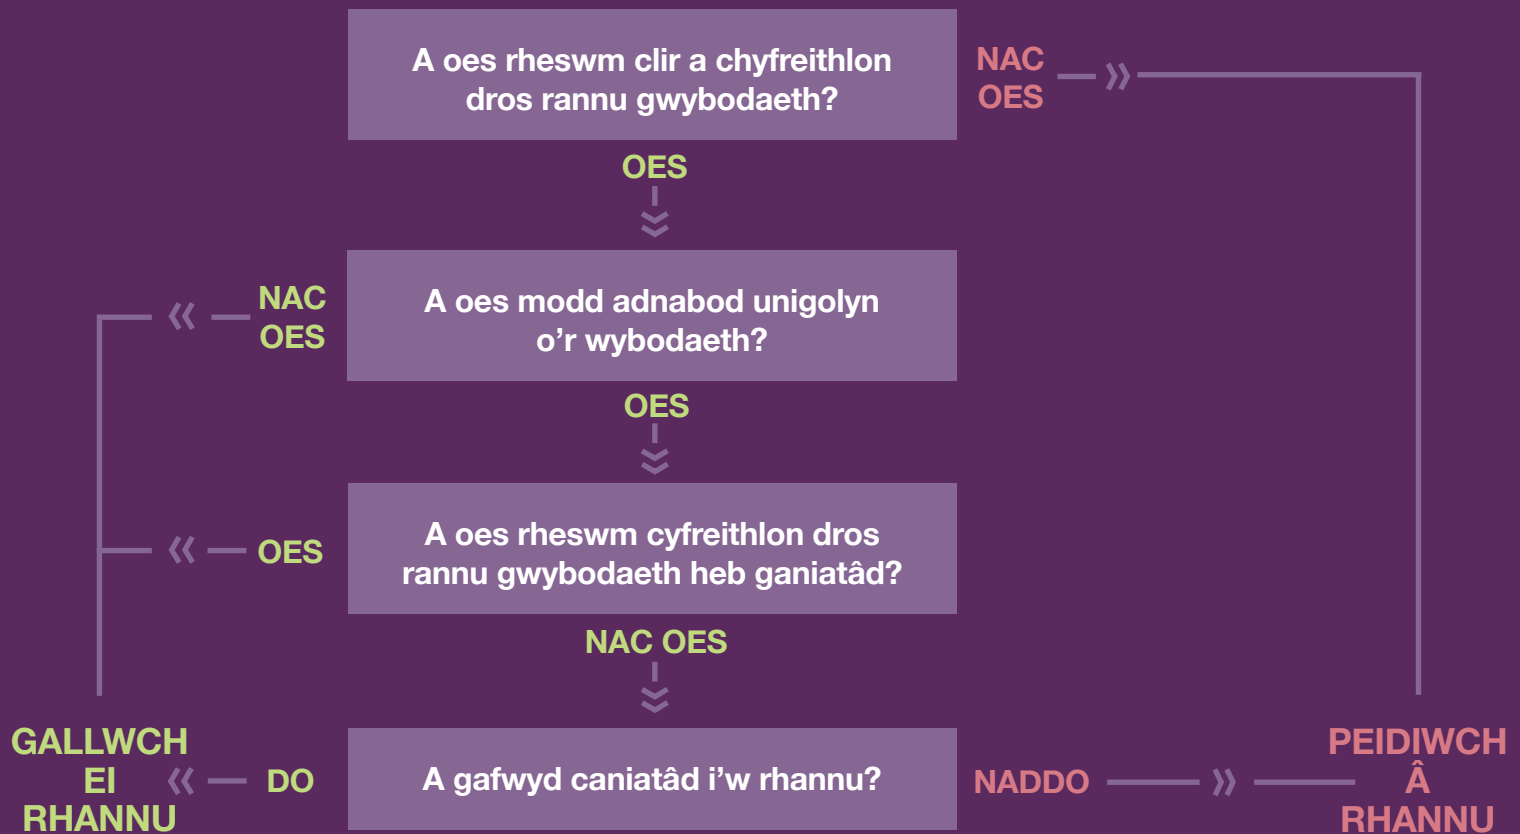 A oes rheswm clir a chyfreithlon
dros rannu gwybodaeth?
NAC
OES
OES
A oes modd adnabod unigolyn
o'r wybodaeth?
NAC
OES
OES
A oes rheswm cyfreithlon dros
rannu gwybodaeth heb ganiatâd?
OES
NAC OES
A gafwyd caniatâd i'w rhannu?
DO
NADDO
GALLWCH
EI
RHANNU
PEIDIWCH
Â
RHANNU